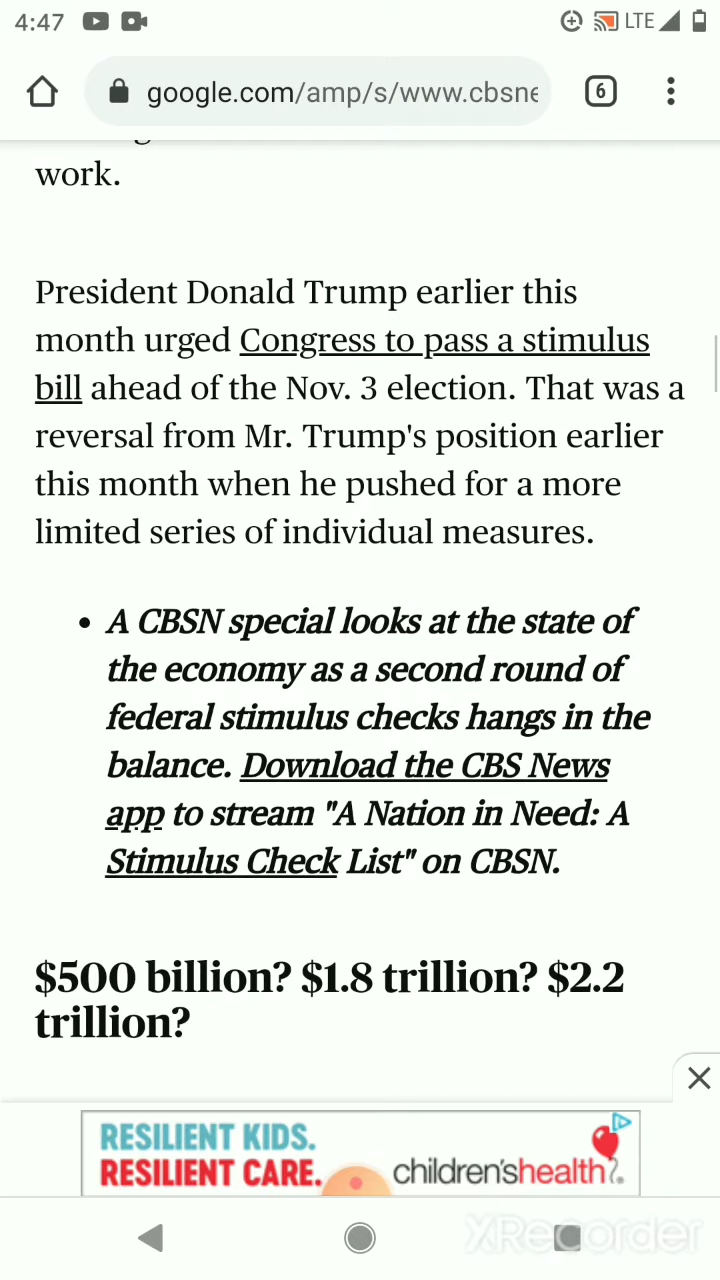 4:47
LTE
google.com/amp/s/www.cbsne
6
work.
President Donald Trump earlier this
month urged Congress to pass a stimulus
bill ahead of the Nov. 3 election. That was a
reversal from Mr. Trump's position earlier
this month when he pushed for a more
limited series of individual measures.
• A CBSN special looks at the state of
the economy as a second round of
federal stimulus checks hangs in the
balance. Download the CBS News
app to stream "A Nation in Need: A
Stimulus Check List" on CBSN.
$500 billion? $1.8 trillion? $2.2
trillion?
RESILIENT KIDS.
RESILIENT CARE.
children'shealth
XRecorder